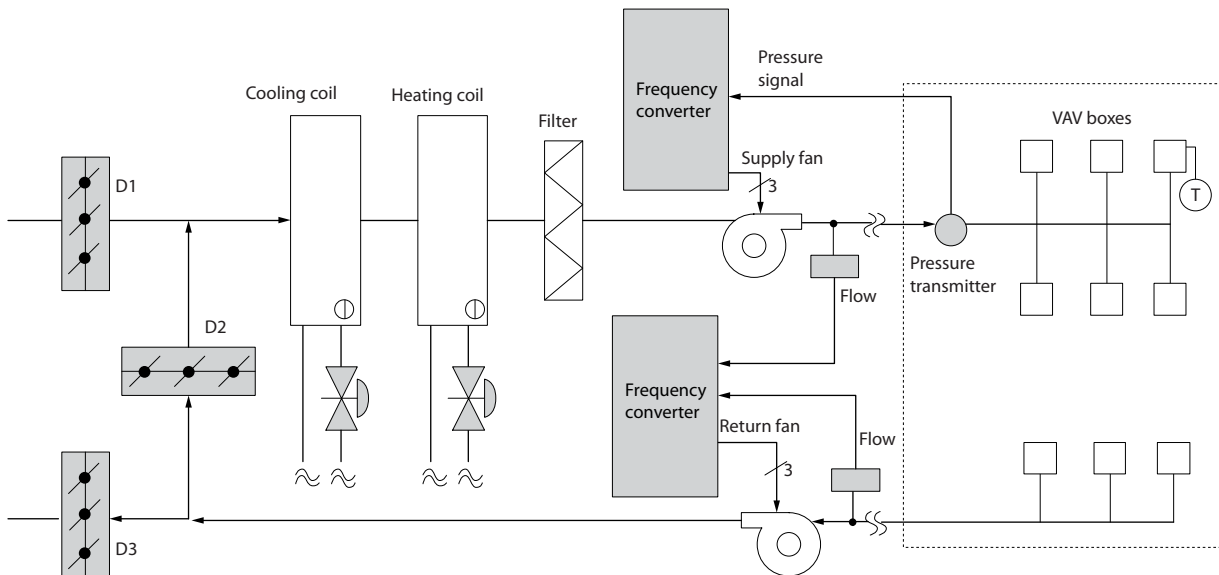 Pressure
signal
Frequency
converter
Cooling coil
Heating coil
Filter
VAV boxes
Supply fan
3
D1
T
Pressure
transmitter
Flow
D2
Frequency
converter
Return fan
Flow
3
D3